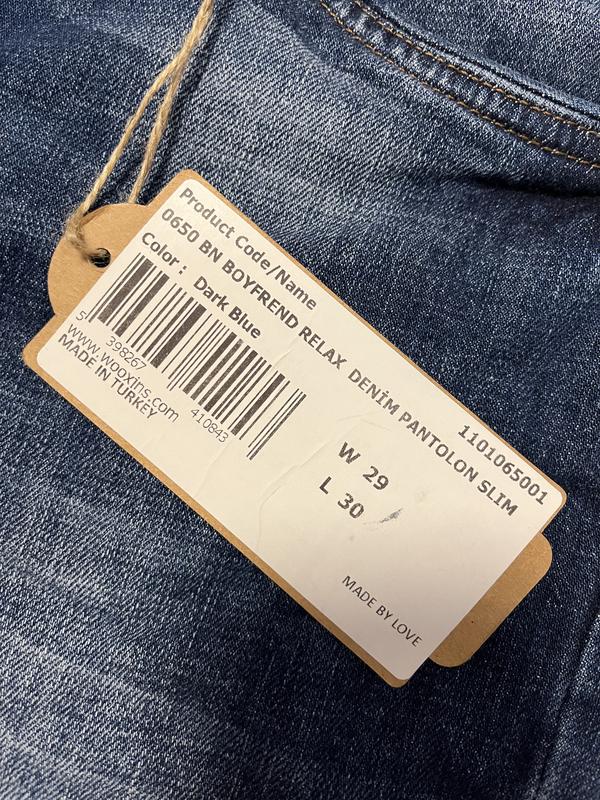 Product Code/Name
1101065001
0650 BN BOYFREND RELAX DENİM PANTOLON SLIM
Color : Dark Blue
5 398267 410843
www.wooxins.com
MADE IN TURKEY
W 29
L 30
MADE BY LOVE